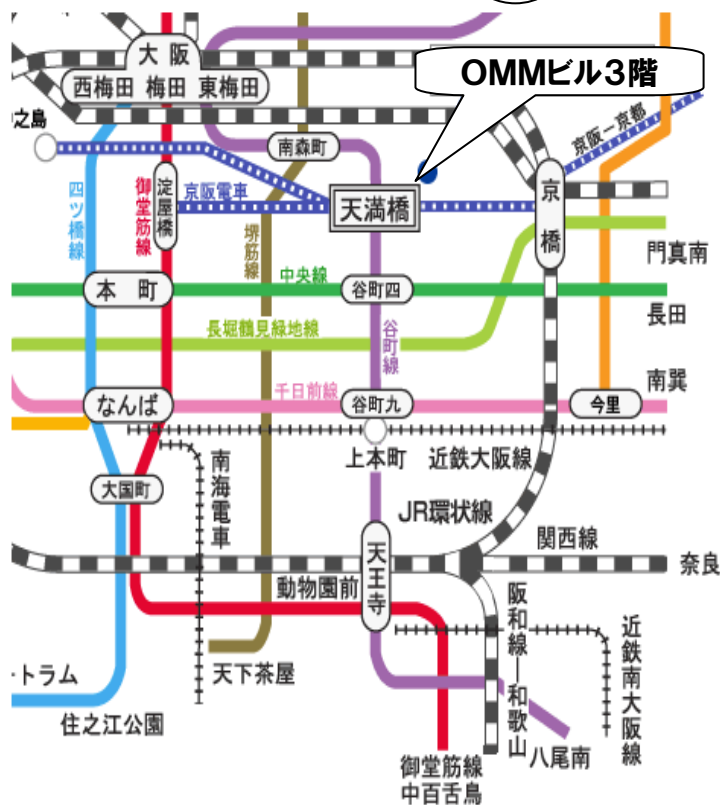 大阪
西梅田 梅田 東梅田
OMMビル3階
之島
南森町
京阪－京都
四ツ橋線
御堂筋線
淀屋橋
京阪電車
堺筋線
天満橋
京橋
門真南
中央線
本町
谷町四
長田
長堀鶴見緑地線
谷町線
南巽
千日前線
なんば
谷町九
今里
上本町
近鉄大阪線
南海電車
大国町
JR環状線
関西線
奈良
天王寺
動物園前
阪和線―和歌山
近鉄南大阪線
トラム
天下茶屋
住之江公園
八尾南
御堂筋線
中百舌鳥